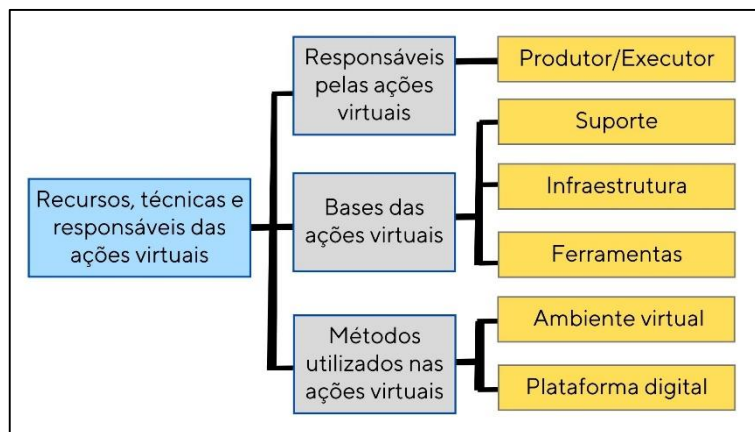 Recursos, técnicas e
responsáveis das
ações virtuais
Responsáveis
pelas ações
virtuais
Produtor/Executor
Bases das
ações virtuais
Suporte
Infraestrutura
Ferramentas
Métodos
utilizados nas
ações virtuais
Ambiente virtual
Plataforma digital